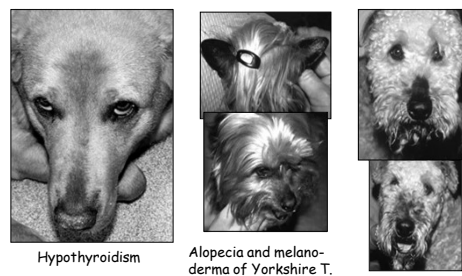 Hypothyroidism
Alopecia and melano-
derma of Yorkshire T.